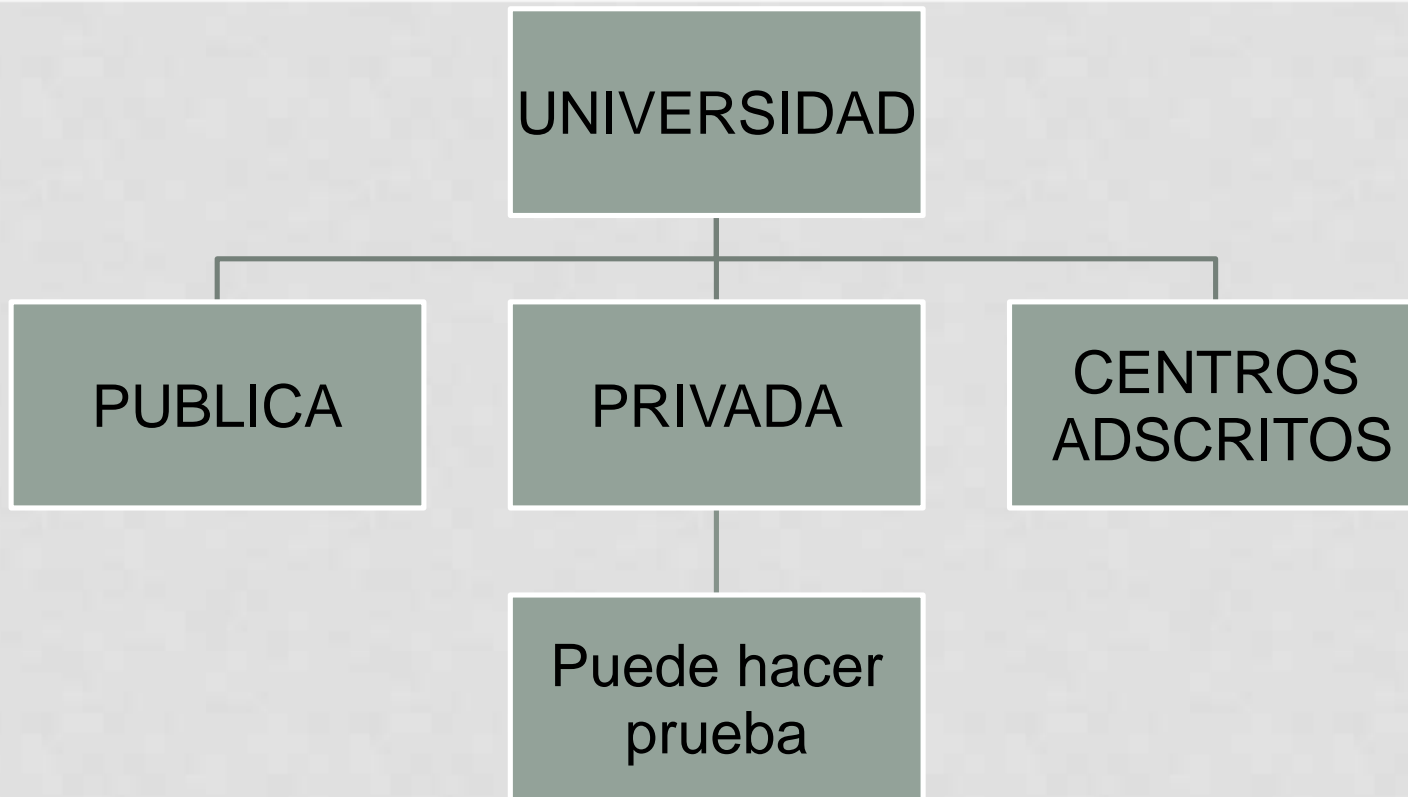 UNIVERSIDAD
PUBLICA
PRIVADA
CENTROS
ADSCRITOS
Puede hacer
prueba